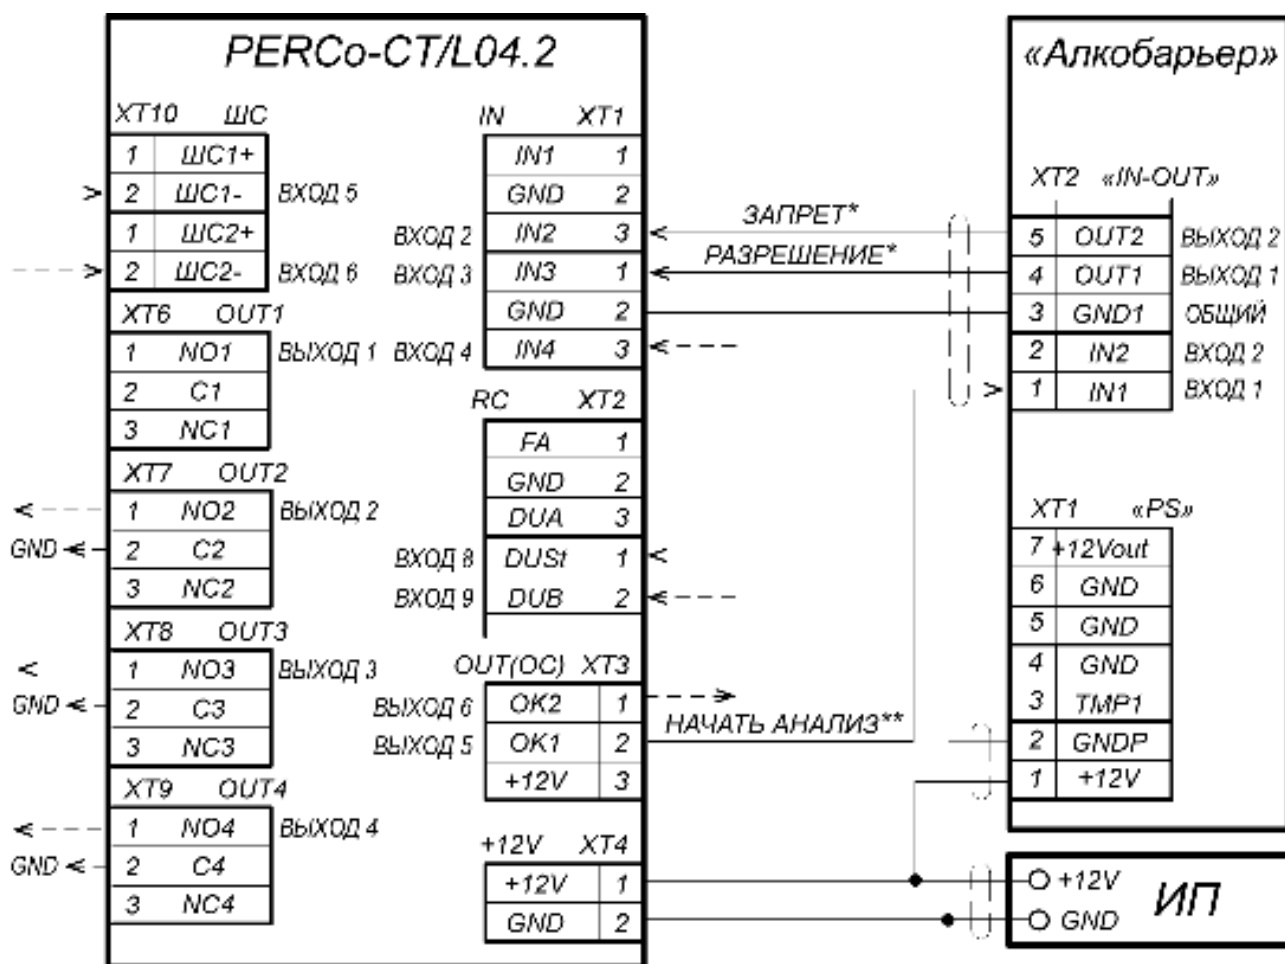 PERCo-CT/L04.2
XT10 ШС
1 ШС1+
2 ШС1- ВХОД 5
1 ШС2+
2 ШС2- ВХОД 6
XT6 OUT1
1 NO1 ВЫХОД 1
2 C1
3 NC1
XT7 OUT2
1 NO2 ВЫХОД 2
GND 2 C2
3 NC2
XT8 OUT3
1 NO3 ВЫХОД 3
GND 2 C3
3 NC3
XT9 OUT4
1 NO4 ВЫХОД 4
GND 2 C4
3 NC4
IN XT1
IN1 1
GND 2
ВХОД 2 IN2 3
ВХОД 3 IN3 1
GND 2
ВХОД 4 IN4 3
RC XT2
FA 1
GND 2
DUA 3
ВХОД 8 DUSt 1
ВХОД 9 DUB 2
OUT(OC) XT3
ВЫХОД 6 OK2 1
ВЫХОД 5 OK1 2
+12V 3
+12V XT4
+12V 1
GND 2
ЗАПРЕТ*
РАЗРЕШЕНИЕ*
НАЧАТЬ АНАЛИЗ**
«Алкобарьер»
XT2 «IN-OUT»
5 OUT2 ВЫХОД 2
4 OUT1 ВЫХОД 1
3 GND1 ОБЩИЙ
2 IN2 ВХОД 2
1 IN1 ВХОД 1
XT1 «PS»
7 +12Vout
6 GND
5 GND
4 GND
3 TMP1
2 GNDP
1 +12V
+12V
GND
ИП